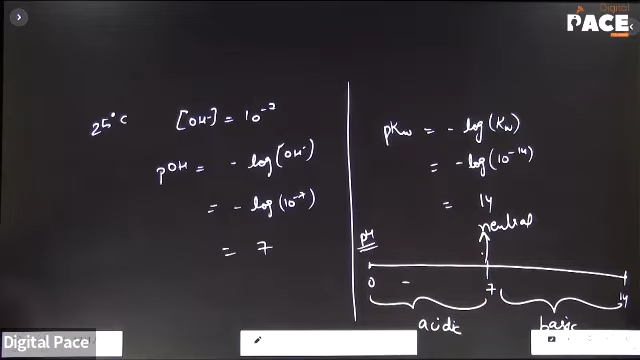 Digital
PACE
25°C [OH-] = 10⁻⁷
pOH = - log[OH-]
= - log(10⁻⁷)
= 7
pKw = - log(Kw)
= - log(10⁻¹⁴)
= 14
neutral
pH
0 7 14
acidic basic
Digital Pace